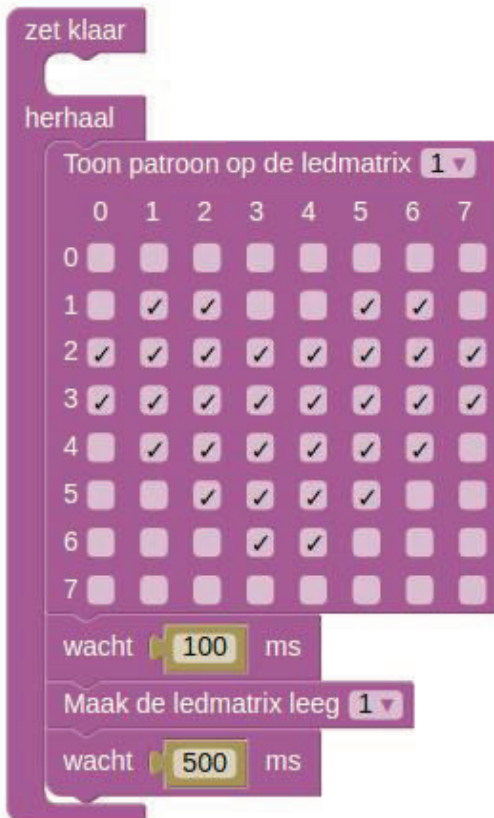 zet klaar
herhaal
Toon patroon op de ledmatrix 1
0 1 2 3 4 5 6 7
0
1 ✓ ✓ ✓ ✓
2 ✓ ✓ ✓ ✓ ✓ ✓ ✓ ✓
3 ✓ ✓ ✓ ✓ ✓ ✓ ✓ ✓
4 ✓ ✓ ✓ ✓ ✓ ✓
5 ✓ ✓ ✓ ✓
6 ✓ ✓
7
wacht 100 ms
Maak de ledmatrix leeg 1
wacht 500 ms